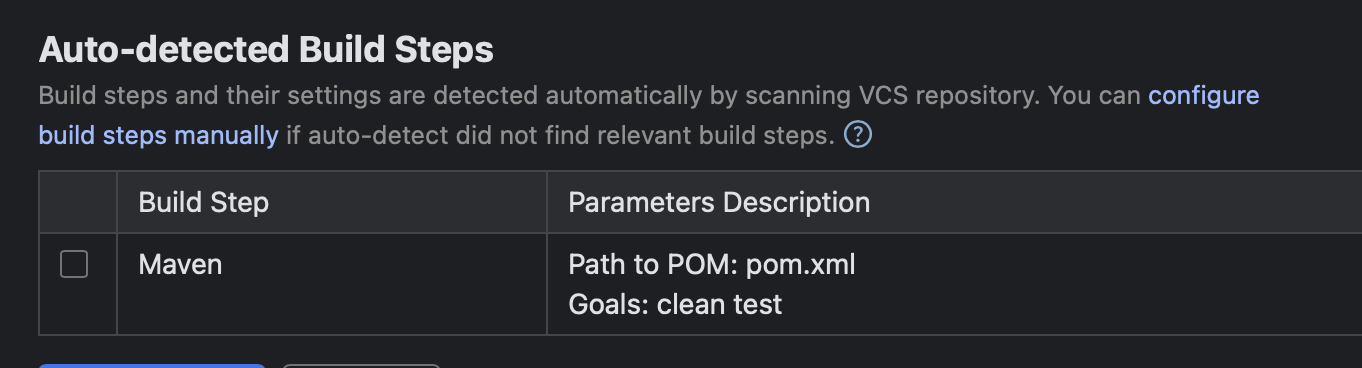 Auto-detected Build Steps
Build steps and their settings are detected automatically by scanning VCS repository. You can configure
build steps manually if auto-detect did not find relevant build steps. ?
Build Step Parameters Description
Maven Path to POM: pom.xml
Goals: clean test